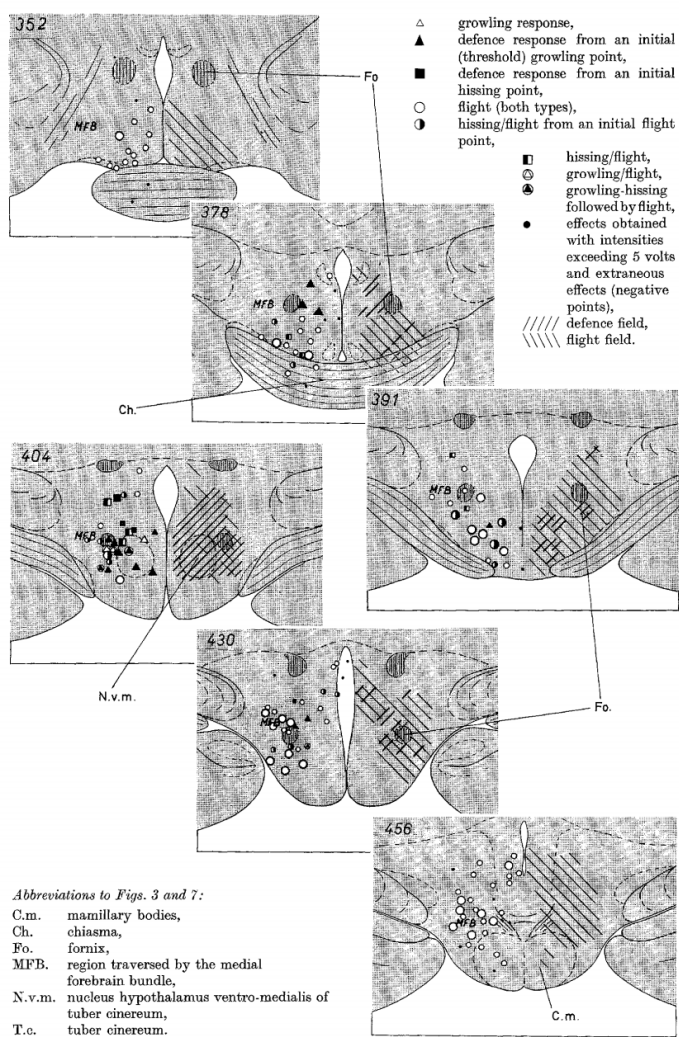 352
Fo
MFB
growling response,
defence response from an initial
(threshold) growling point,
defence response from an initial
hissing point,
flight (both types),
hissing/flight from an initial flight
point,
hissing/flight,
growling/flight,
growling-hissing
followed by flight,
effects obtained
with intensities
exceeding 5 volts
and extraneous
effects (negative
points),
defence field,
flight field.
378
MFB
Ch.
391
MFB
404
MFB
N.v.m.
430
MFB
Fo.
456
MFB
C.m.
Abbreviations to Figs. 3 and 7:
C.m. mamillary bodies,
Ch. chiasma,
Fo. fornix,
MFB. region traversed by the medial
forebrain bundle,
N.v.m. nucleus hypothalamus ventro-medialis of
tuber cinereum,
T.c. tuber cinereum.